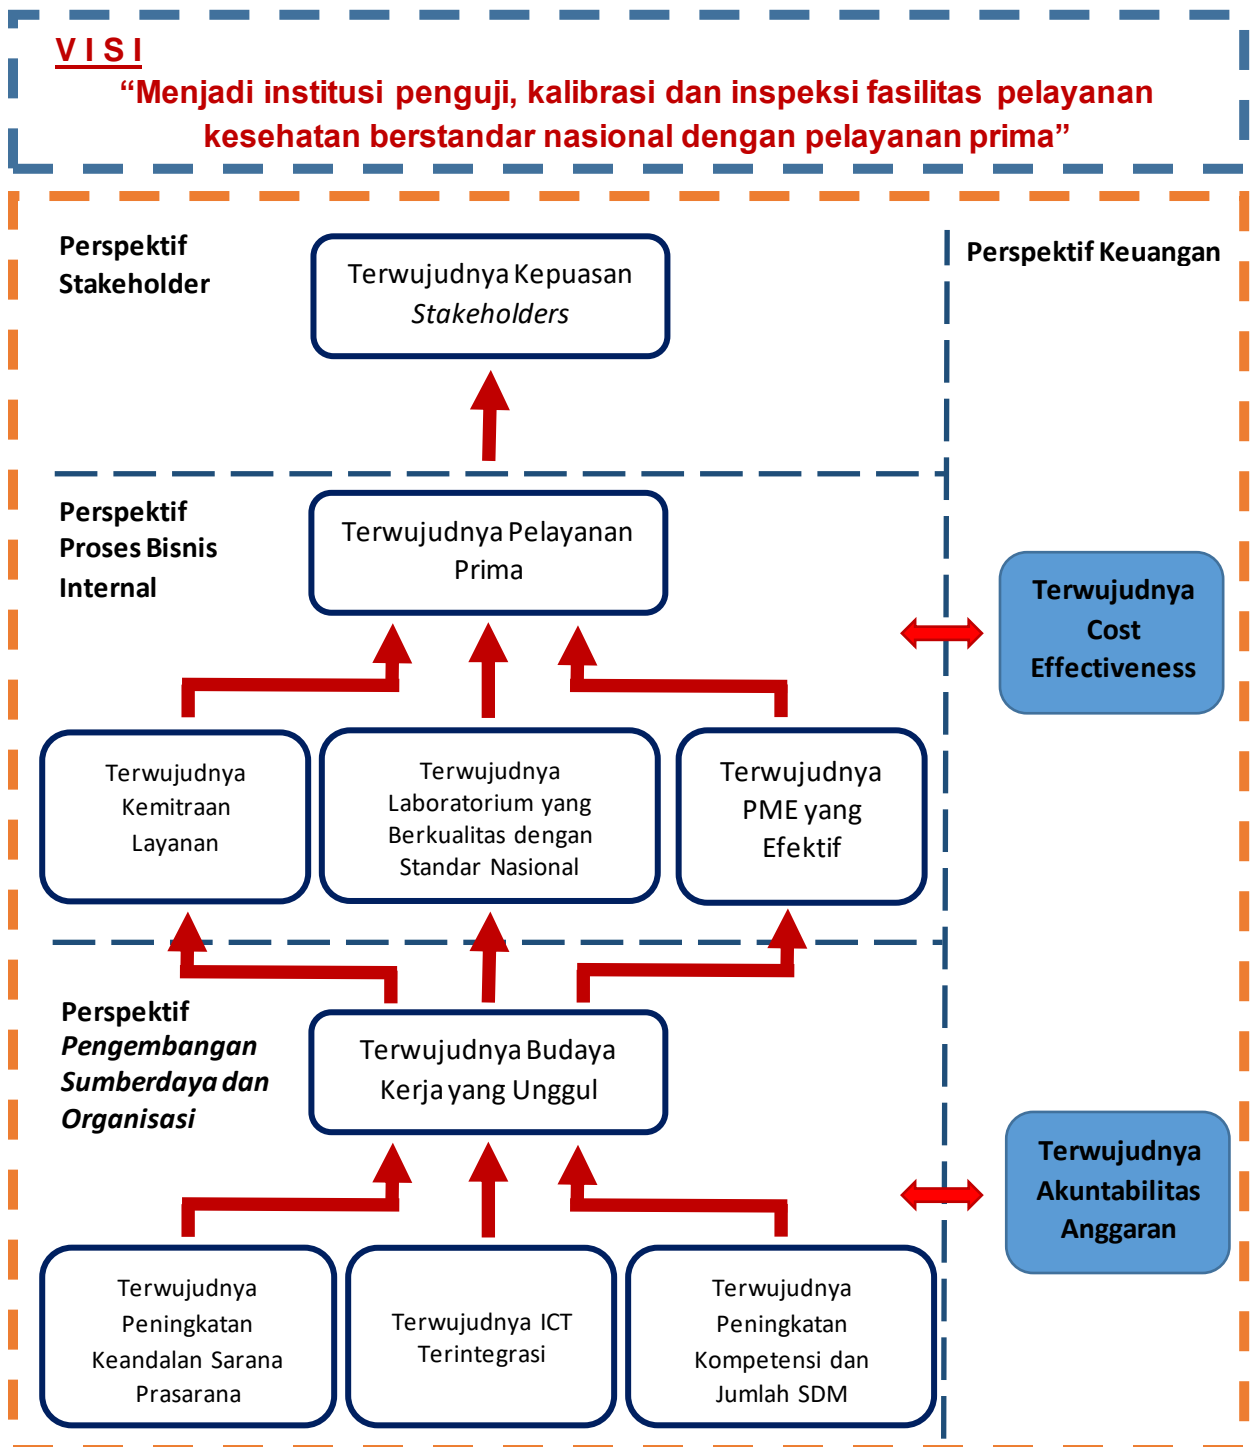 V I S I
“Menjadi institusi penguji, kalibrasi dan inspeksi fasilitas pelayanan
kesehatan berstandar nasional dengan pelayanan prima”
Perspektif
Stakeholder
Terwujudnya Kepuasan
Stakeholders
Perspektif Keuangan
Perspektif
Proses Bisnis
Internal
Terwujudnya Pelayanan
Prima
Terwujudnya
Cost
Effectiveness
Terwujudnya
Kemitraan
Layanan
Terwujudnya
Laboratorium yang
Berkualitas dengan
Standar Nasional
Terwujudnya
PME yang
Efektif
Perspektif
Pengembangan
Sumberdaya dan
Organisasi
Terwujudnya Budaya
Kerja yang Unggul
Terwujudnya
Akuntabilitas
Anggaran
Terwujudnya
Peningkatan
Keandalan Sarana
Prasarana
Terwujudnya ICT
Terintegrasi
Terwujudnya
Peningkatan
Kompetensi dan
Jumlah SDM